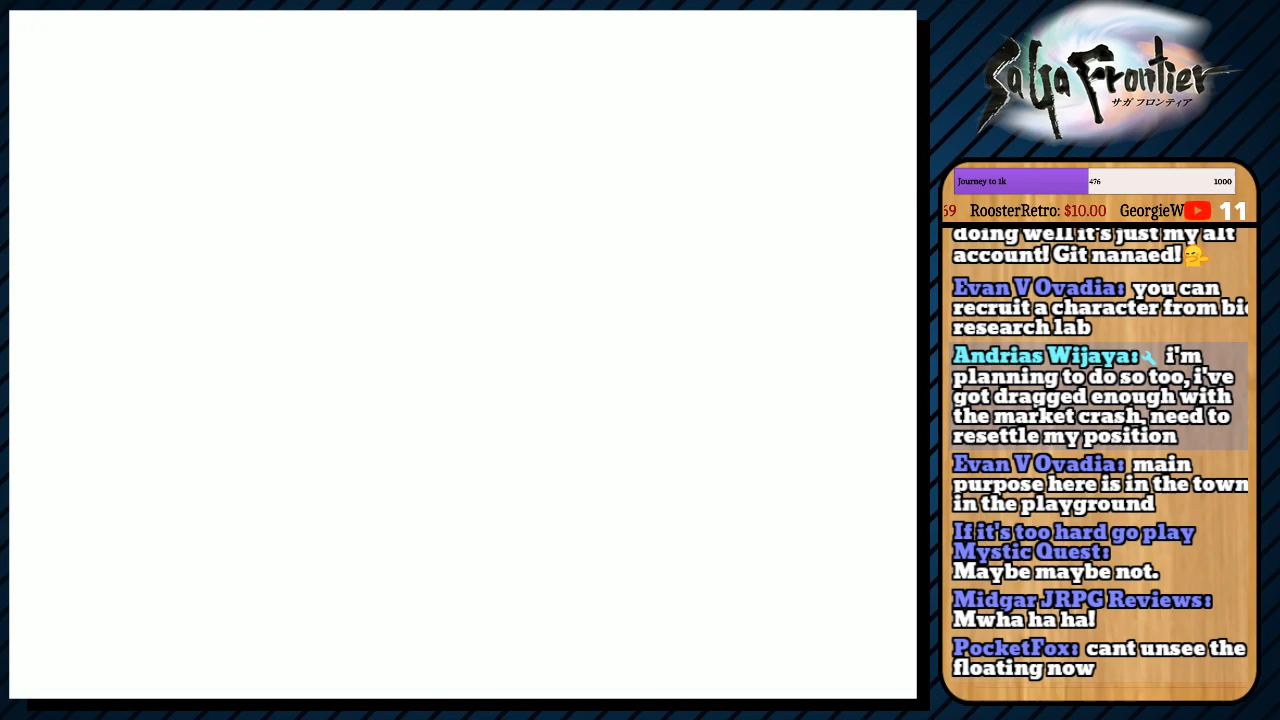 SaGa Frontier
サガ フロンティア
Journey to 1k 476 1000
69 RoosterRetro: $10.00 GeorgieW 11
doing well it's just my alt
account! Git nanaed!
Evan V Ovadia: you can
recruit a character from bio
research lab
Andrias Wijaya: i'm
planning to do so too, i've
got dragged enough with
the market crash, need to
resettle my position
Evan V Ovadia: main
purpose here is in the town
in the playground
If it's too hard go play
Mystic Quest:
Maybe maybe not.
Midgar JRPG Reviews:
Mwha ha ha!
PocketFox: cant unsee the
floating now